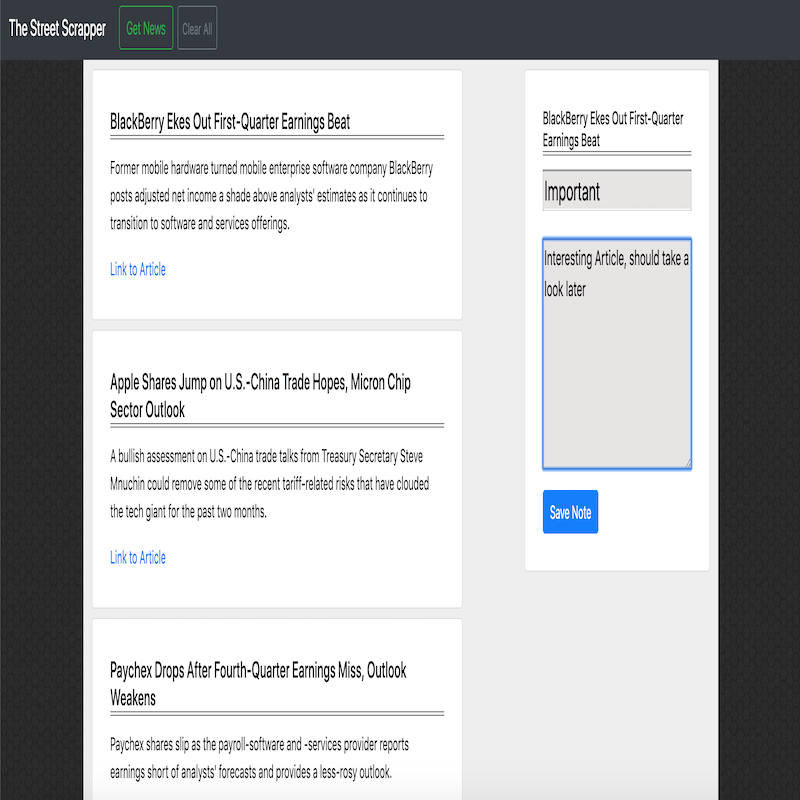 The Street Scrapper
Get News
Clear All
BlackBerry Ekes Out First-Quarter Earnings Beat
Former mobile hardware turned mobile enterprise software company BlackBerry
posts adjusted net income a shade above analysts' estimates as it continues to
transition to software and services offerings.
Link to Article
Apple Shares Jump on U.S.-China Trade Hopes, Micron Chip
Sector Outlook
A bullish assessment on U.S.-China trade talks from Treasury Secretary Steve
Mnuchin could remove some of the recent tariff-related risks that have clouded
the tech giant for the past two months.
Link to Article
Paychex Drops After Fourth-Quarter Earnings Miss, Outlook
Weakens
Paychex shares slip as the payroll-software and -services provider reports
earnings short of analysts' forecasts and provides a less-rosy outlook.
BlackBerry Ekes Out First-Quarter
Earnings Beat
Important
Interesting Article, should take a
look later
Save Note